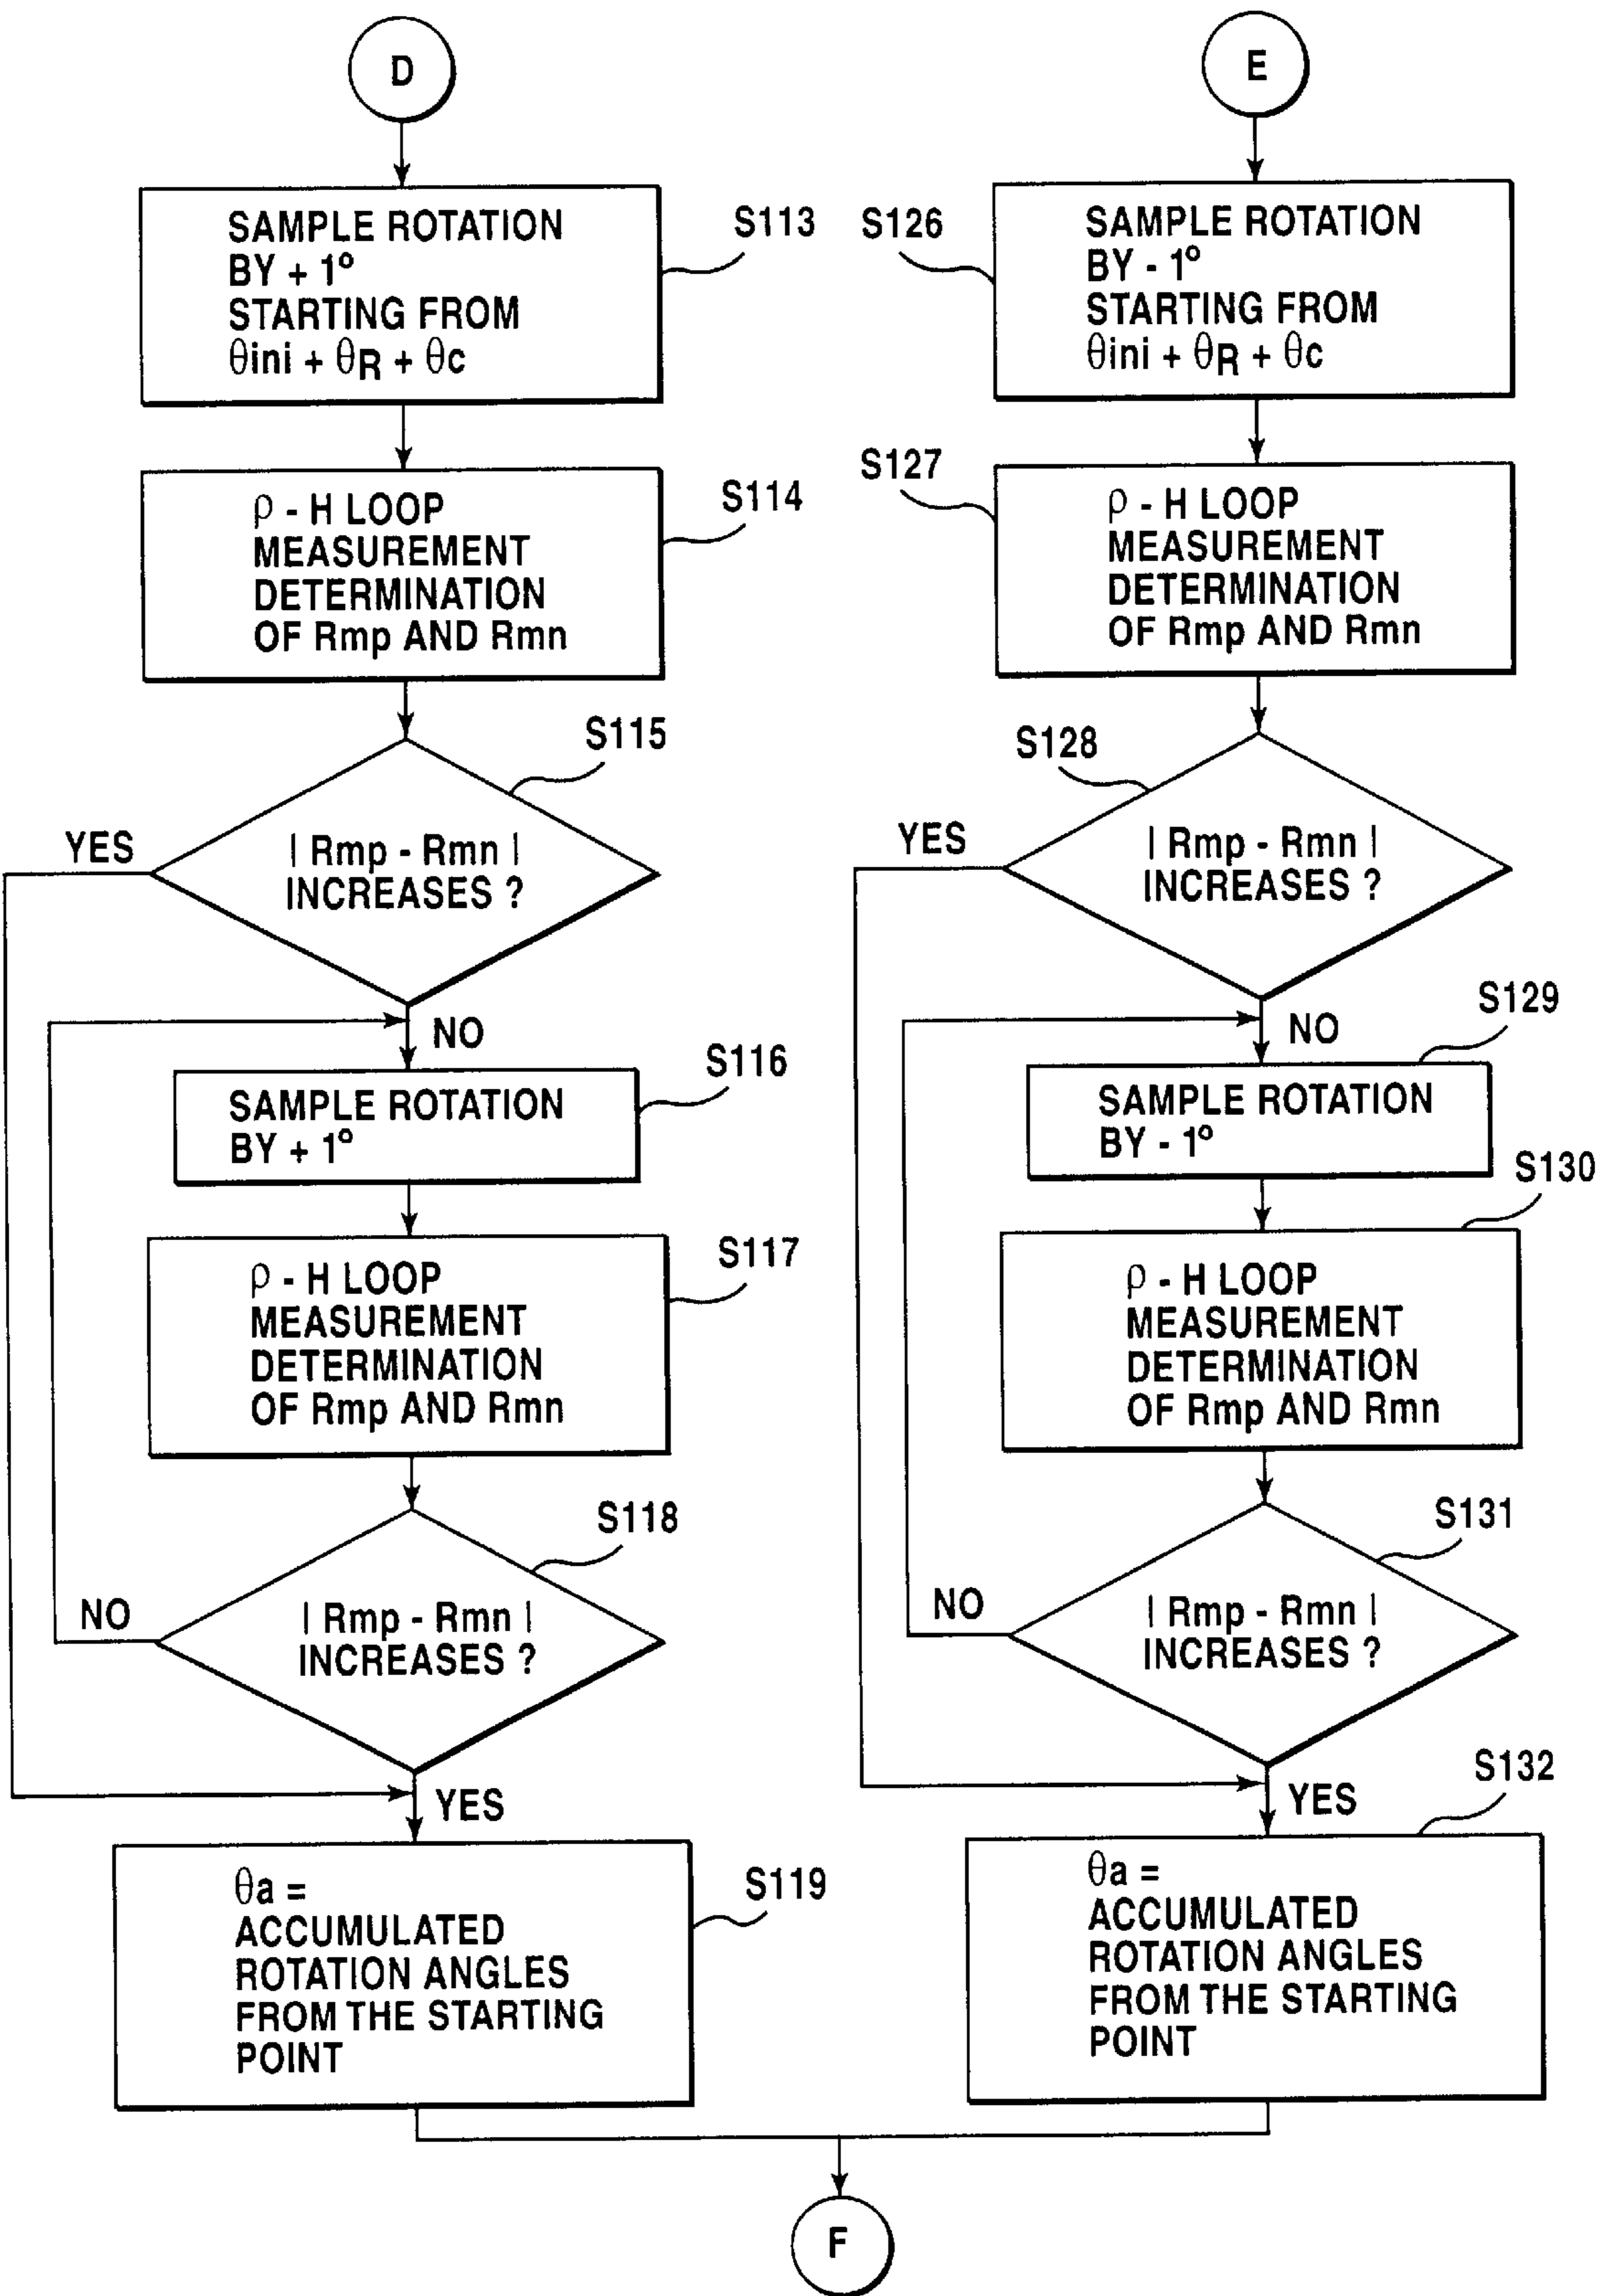 D
SAMPLE ROTATION
BY + 1°
STARTING FROM
θini + θR + θc
S113
ρ - H LOOP
MEASUREMENT
DETERMINATION
OF Rmp AND Rmn
S114
S115
| Rmp - Rmn |
INCREASES ?
YES
NO
SAMPLE ROTATION
BY + 1°
S116
ρ - H LOOP
MEASUREMENT
DETERMINATION
OF Rmp AND Rmn
S117
S118
| Rmp - Rmn |
INCREASES ?
NO
YES
θa =
ACCUMULATED
ROTATION ANGLES
FROM THE STARTING
POINT
S119
E
S126
SAMPLE ROTATION
BY - 1°
STARTING FROM
θini + θR + θc
S127
ρ - H LOOP
MEASUREMENT
DETERMINATION
OF Rmp AND Rmn
S128
| Rmp - Rmn |
INCREASES ?
YES
NO
S129
SAMPLE ROTATION
BY - 1°
S130
ρ - H LOOP
MEASUREMENT
DETERMINATION
OF Rmp AND Rmn
S131
| Rmp - Rmn |
INCREASES ?
NO
YES
S132
θa =
ACCUMULATED
ROTATION ANGLES
FROM THE STARTING
POINT
F